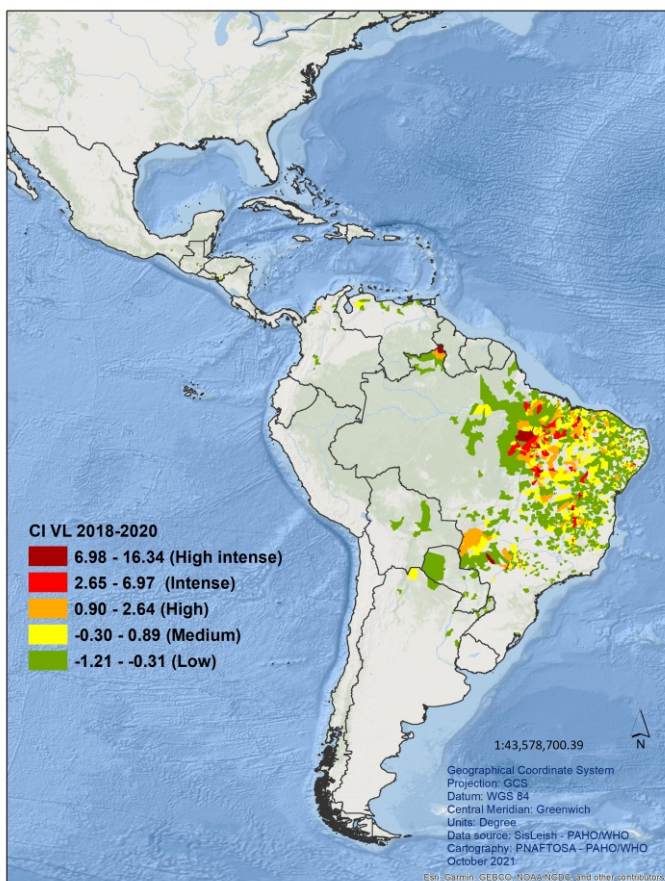 CI VL 2018-2020
6.98 - 16.34 (High intense)
2.65 - 6.97 (Intense)
0.90 - 2.64 (High)
-0.30 - 0.89 (Medium)
-1.21 - -0.31 (Low)
1:43,578,700.39
N
Geographical Coordinate System
Projection: GCS
Datum: WGS 84
Central Meridian: Greenwich
Units: Degree
Data source: SisLeish - PAHO/WHO
Cartography: PNAFTOSA - PAHO/WHO
October 2021
Esri, Garmin, GEBCO, NOAA NGDC, and other contributors